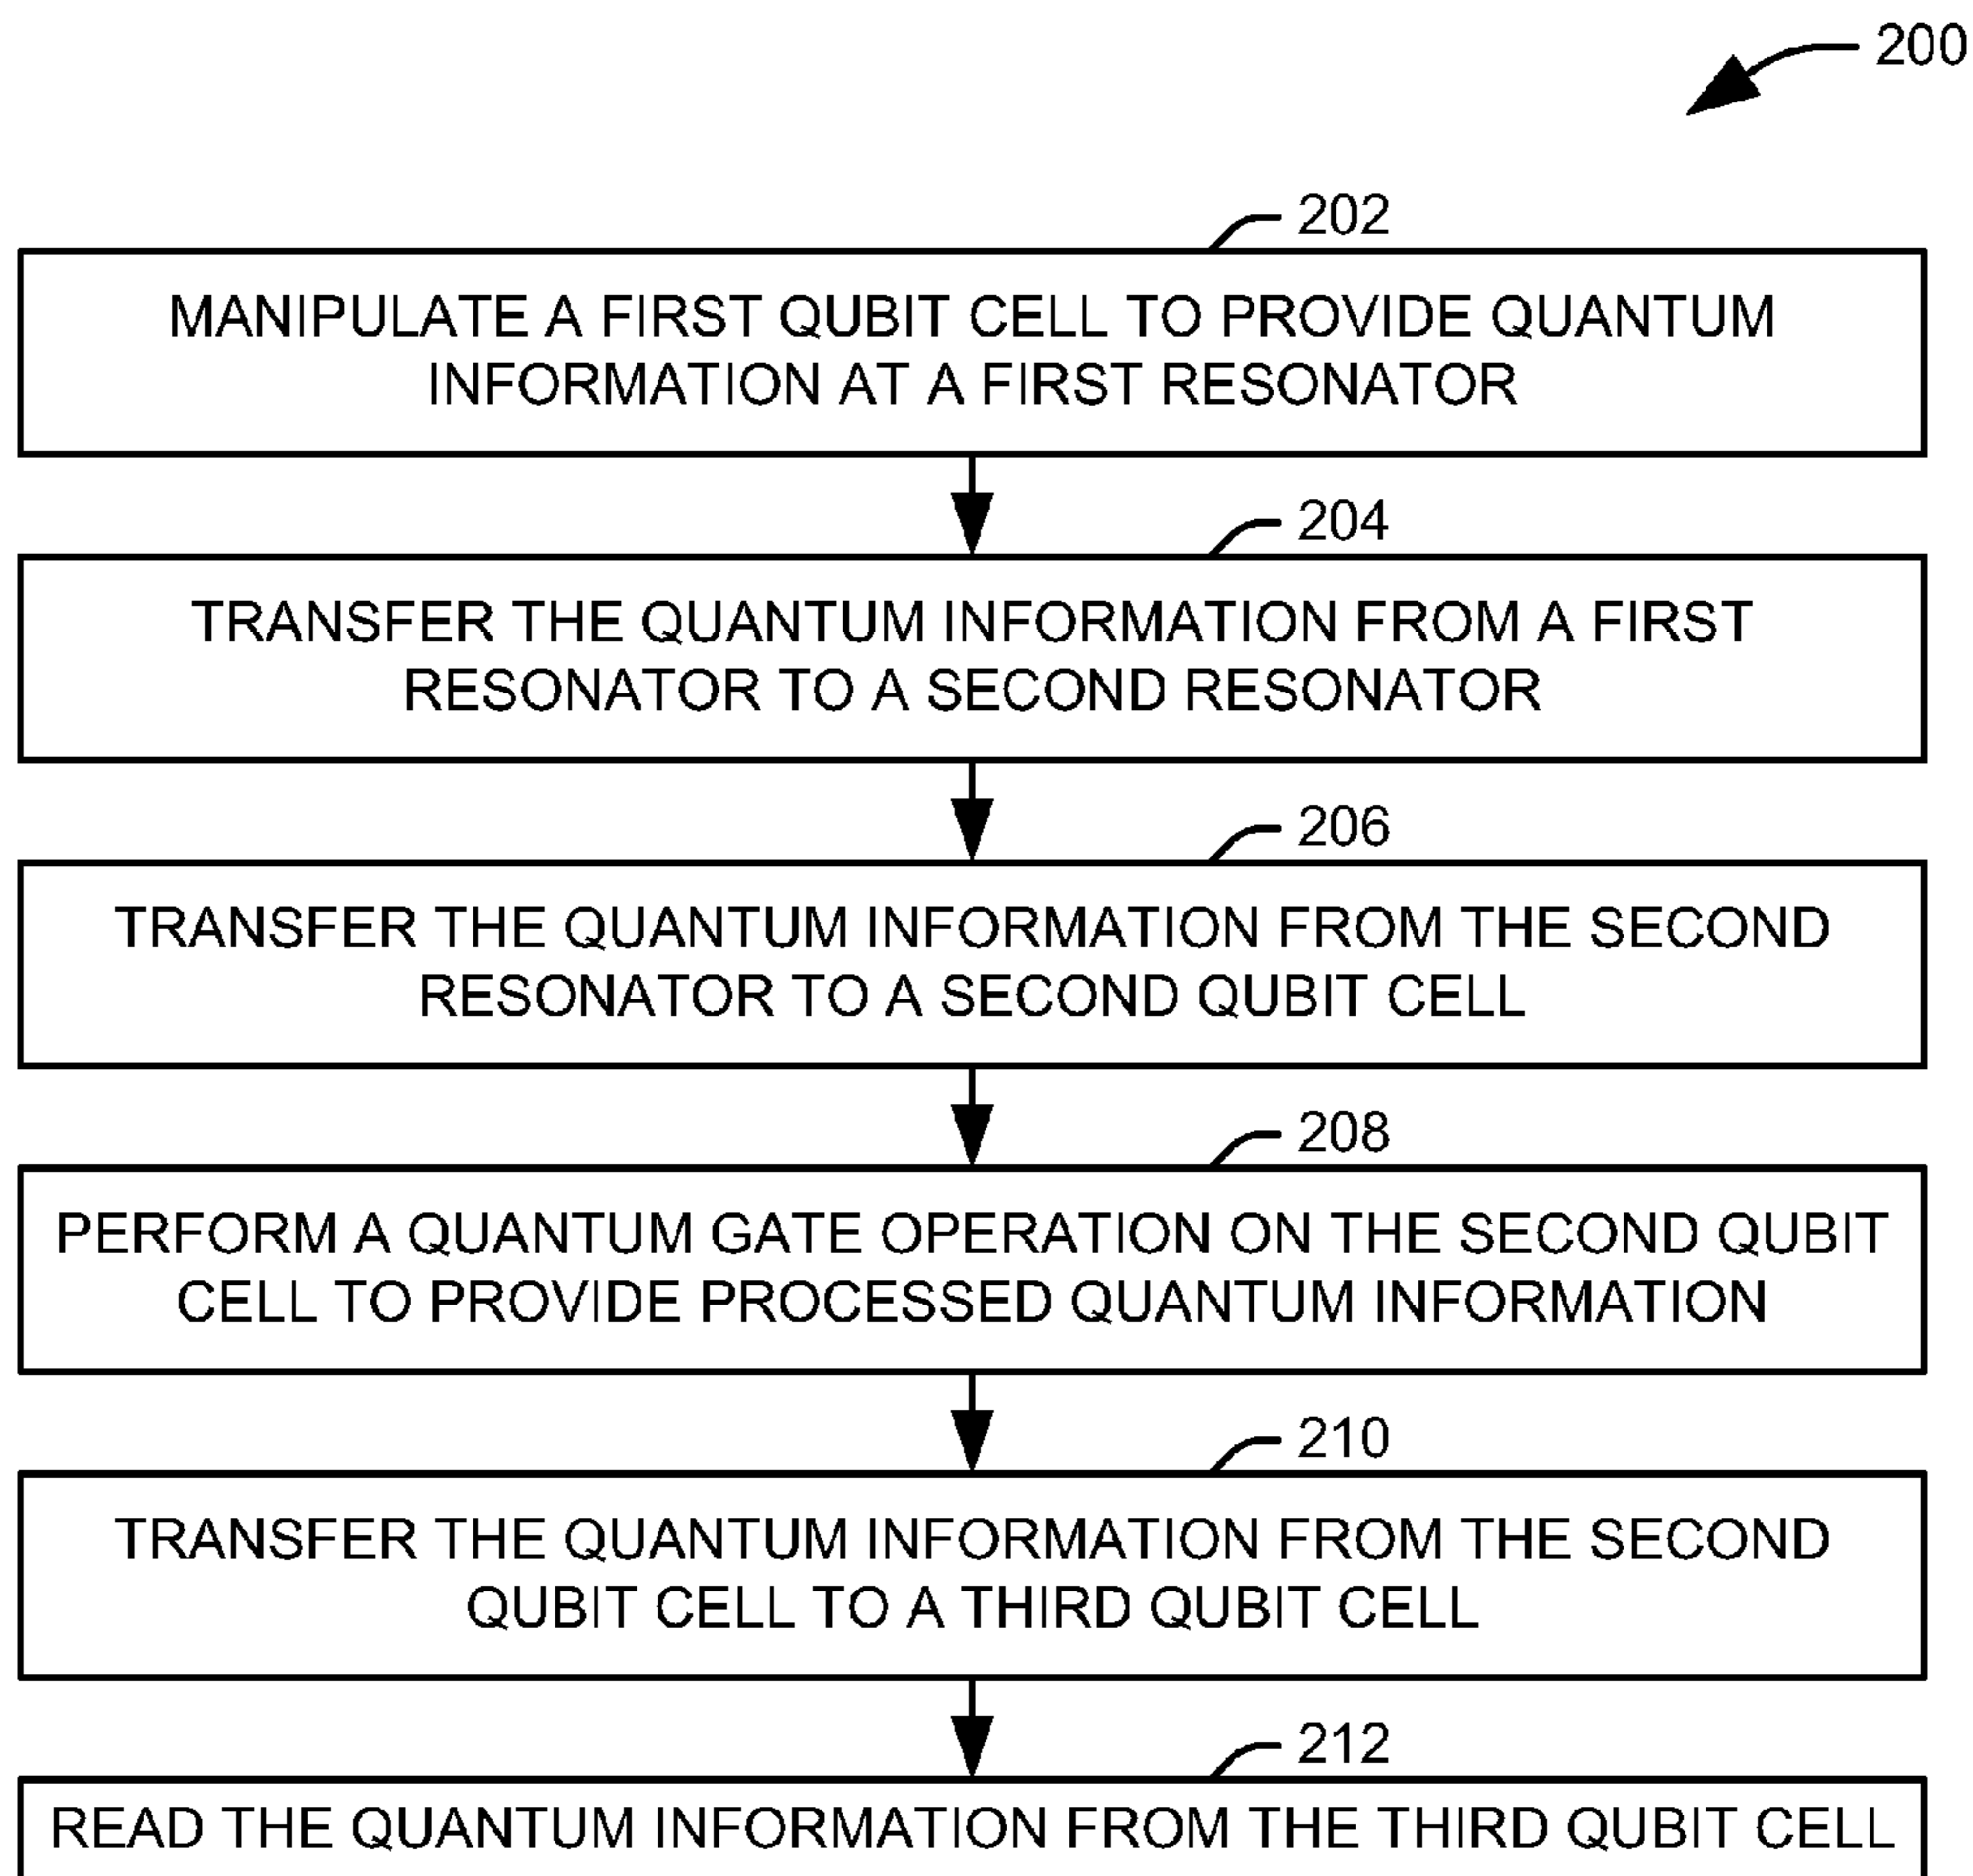 200
202
MANIPULATE A FIRST QUBIT CELL TO PROVIDE QUANTUM
INFORMATION AT A FIRST RESONATOR
204
TRANSFER THE QUANTUM INFORMATION FROM A FIRST
RESONATOR TO A SECOND RESONATOR
206
TRANSFER THE QUANTUM INFORMATION FROM THE SECOND
RESONATOR TO A SECOND QUBIT CELL
208
PERFORM A QUANTUM GATE OPERATION ON THE SECOND QUBIT
CELL TO PROVIDE PROCESSED QUANTUM INFORMATION
210
TRANSFER THE QUANTUM INFORMATION FROM THE SECOND
QUBIT CELL TO A THIRD QUBIT CELL
212
READ THE QUANTUM INFORMATION FROM THE THIRD QUBIT CELL